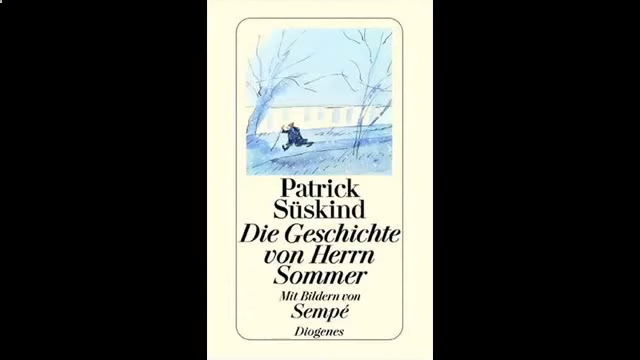 Patrick
Süskind
Die Geschichte
von Herrn
Sommer
Mit Bildern von
Sempé
Diogenes